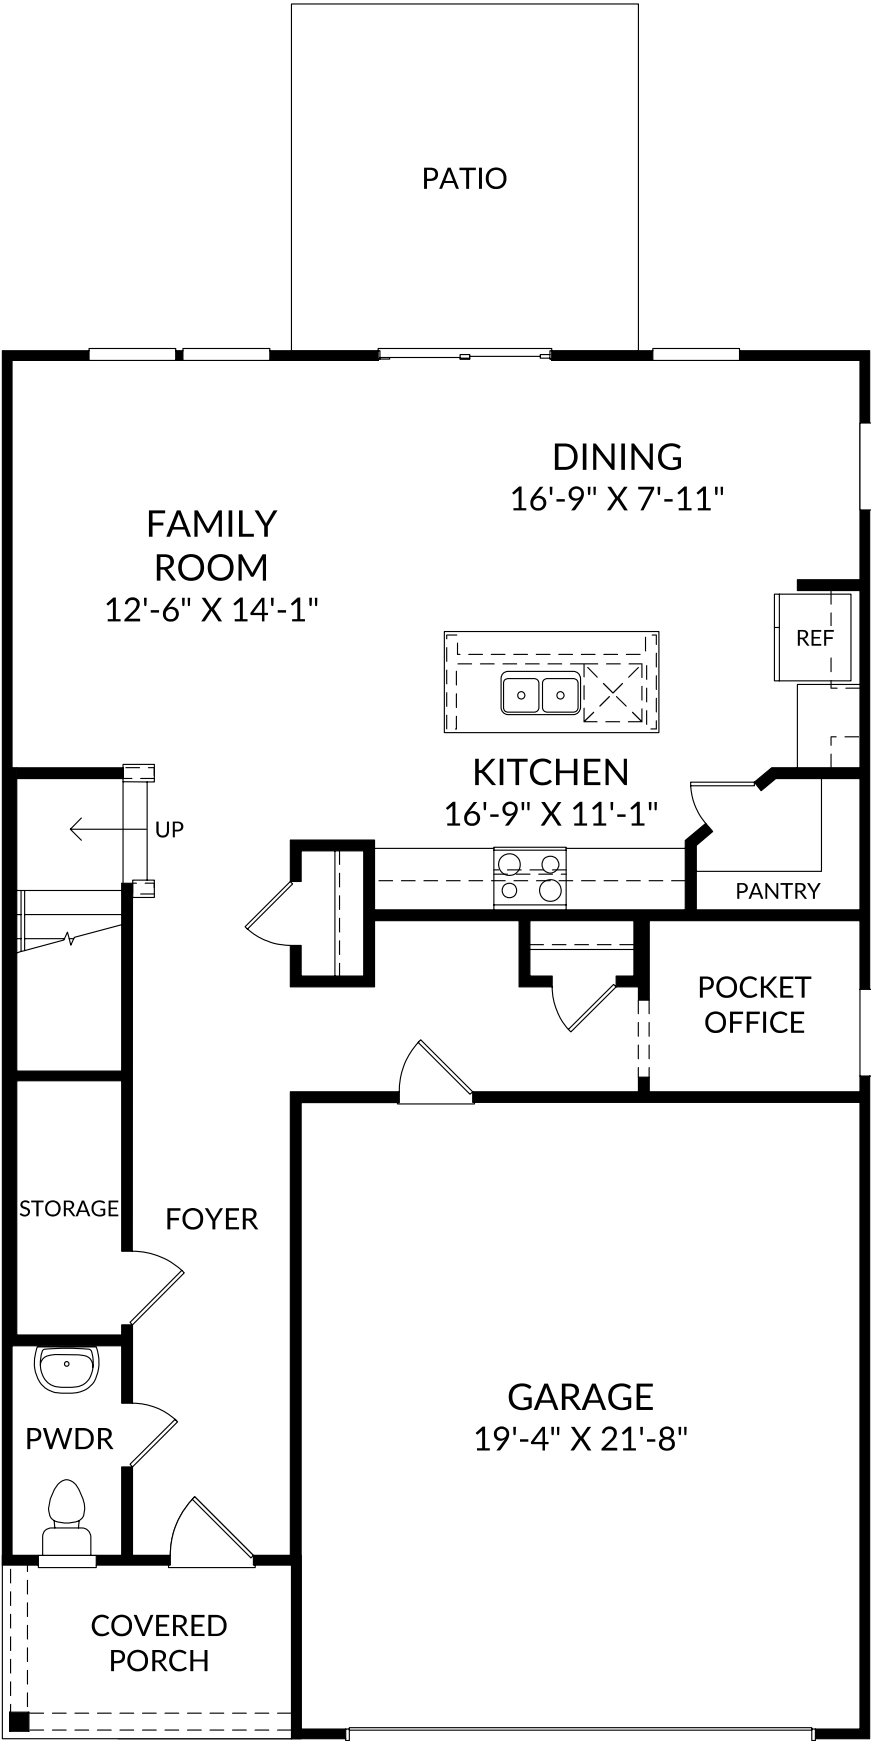 PATIO
DINING
16'-9" X 7'-11"
FAMILY
ROOM
12'-6" X 14'-1"
REF
KITCHEN
16'-9" X 11'-1"
UP
PANTRY
POCKET
OFFICE
STORAGE
FOYER
GARAGE
19'-4" X 21'-8"
PWDR
COVERED
PORCH